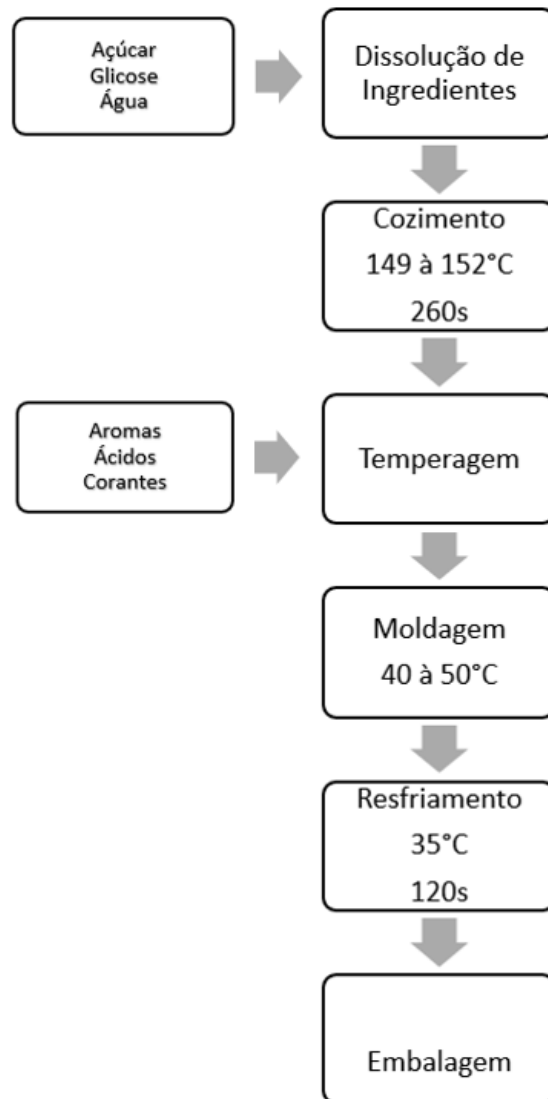 Açúcar
Glicose
Água
Dissolução de
Ingredientes
Cozimento
149 à 152°C
260s
Aromas
Ácidos
Corantes
Temperagem
Moldagem
40 à 50°C
Resfriamento
35°C
120s
Embalagem